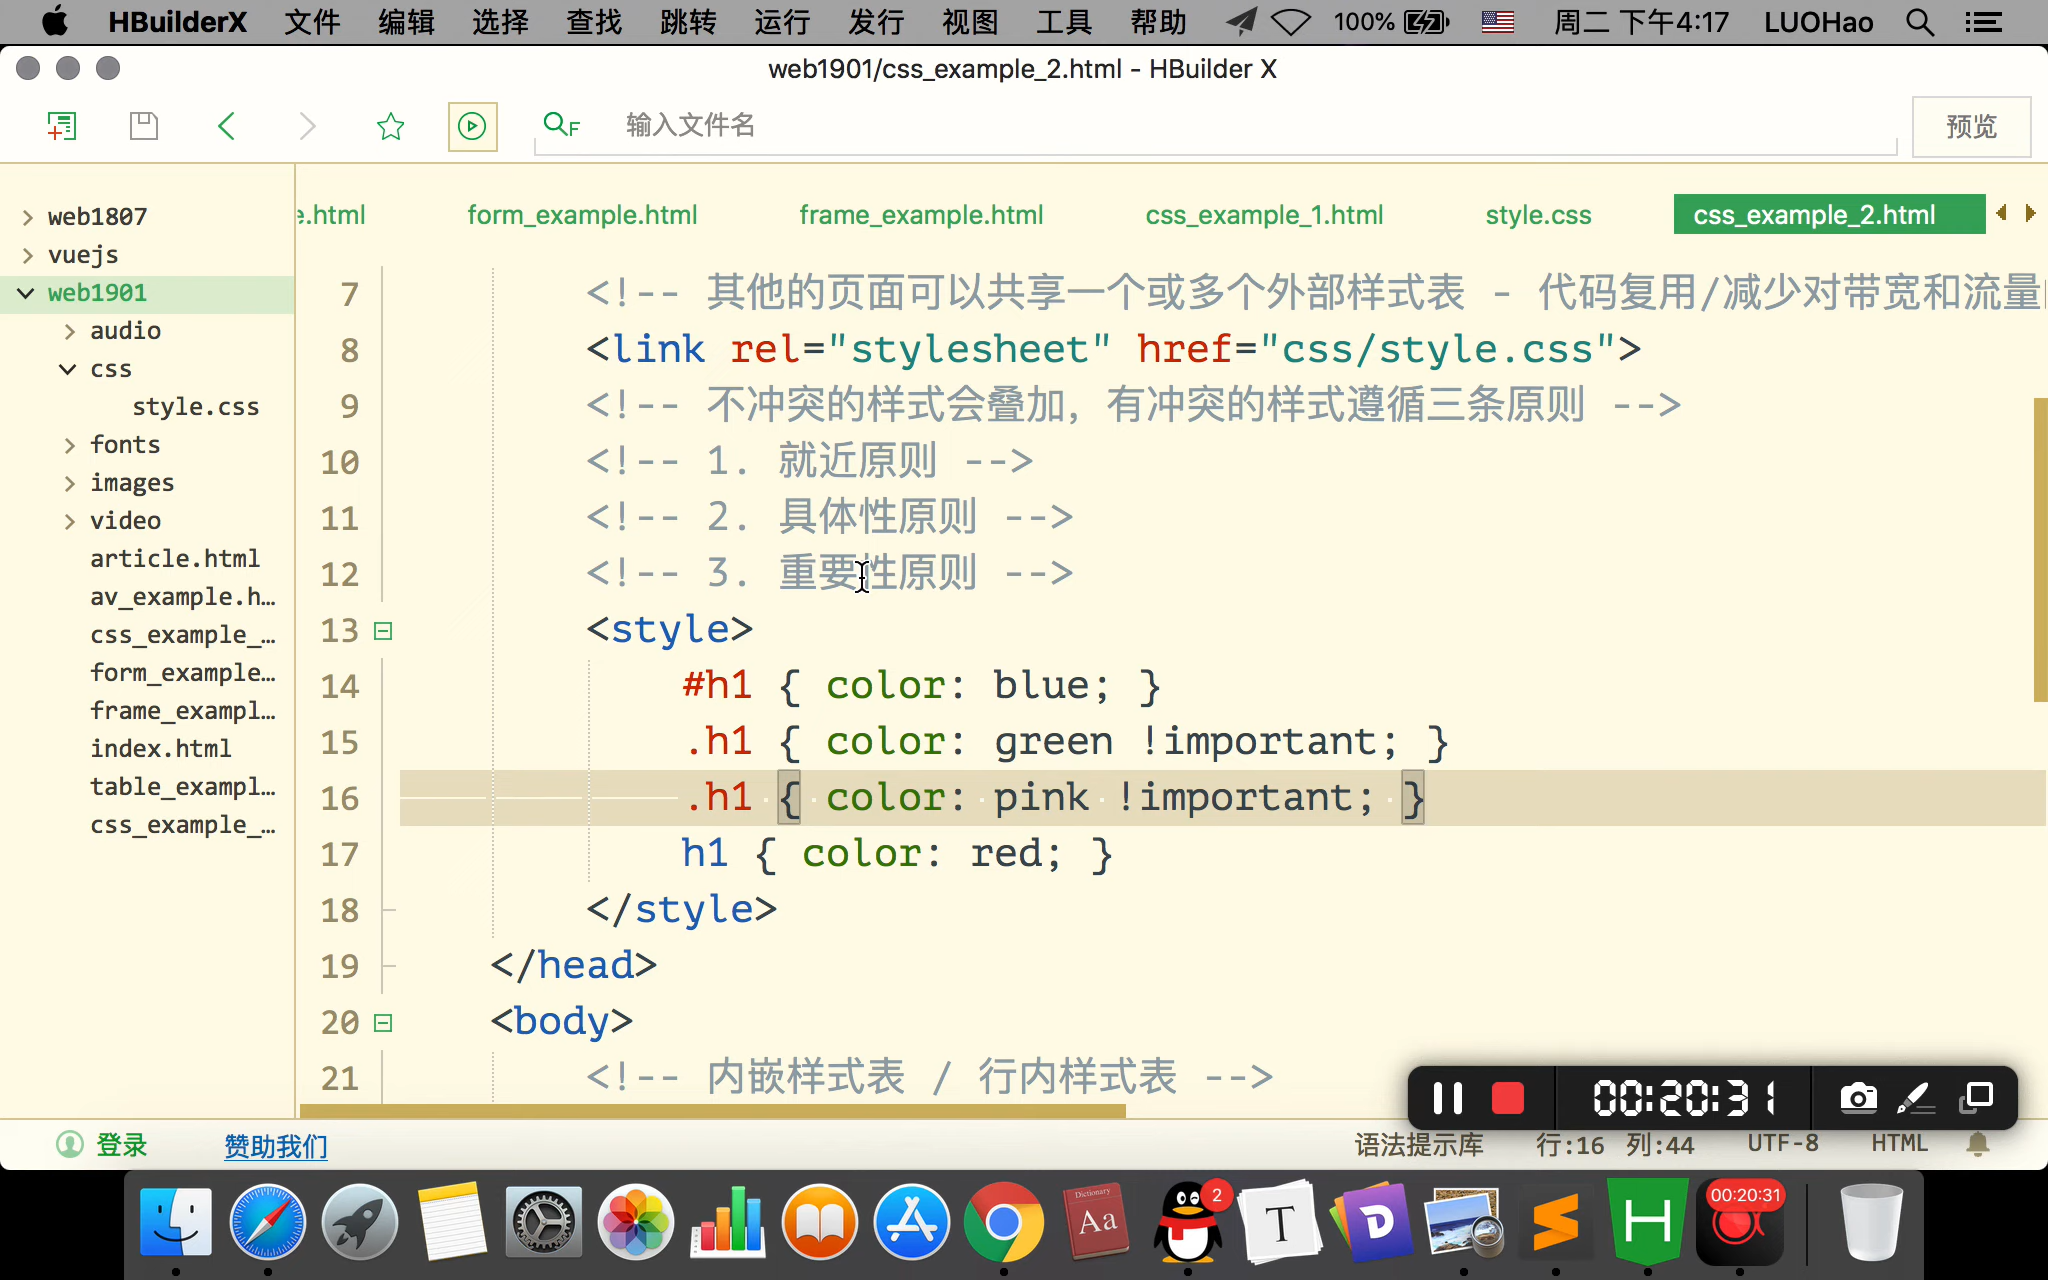 HBuilderX 文件 编辑 选择 查找 跳转 运行 发行 视图 工具 帮助 100% 周二 下午4:17 LUOHao
web1901/css_example_2.html - HBuilder X
输入文件名
预览
e.html form_example.html frame_example.html css_example_1.html style.css css_example_2.html
web1807
vuejs
web1901
audio
css
style.css
fonts
images
video
article.html
av_example.h…
css_example_…
form_example…
frame_exampl…
index.html
table_exampl…
css_example_…
7 <!-- 其他的页面可以共享一个或多个外部样式表 - 代码复用/减少对带宽和流量
8 <link rel="stylesheet" href="css/style.css">
9 <!-- 不冲突的样式会叠加，有冲突的样式遵循三条原则 -->
10 <!-- 1. 就近原则 -->
11 <!-- 2. 具体性原则 -->
12 <!-- 3. 重要性原则 -->
13 <style>
14 #h1 { color: blue; }
15 .h1 { color: green !important; }
16 .h1 { color: pink !important; }
17 h1 { color: red; }
18 </style>
19 </head>
20 <body>
21 <!-- 内嵌样式表 / 行内样式表 -->
00:20:31
登录 赞助我们 语法提示库 行:16 列:44 UTF-8 HTML
Dictionary
Aa
2
T
D
H
00:20:31